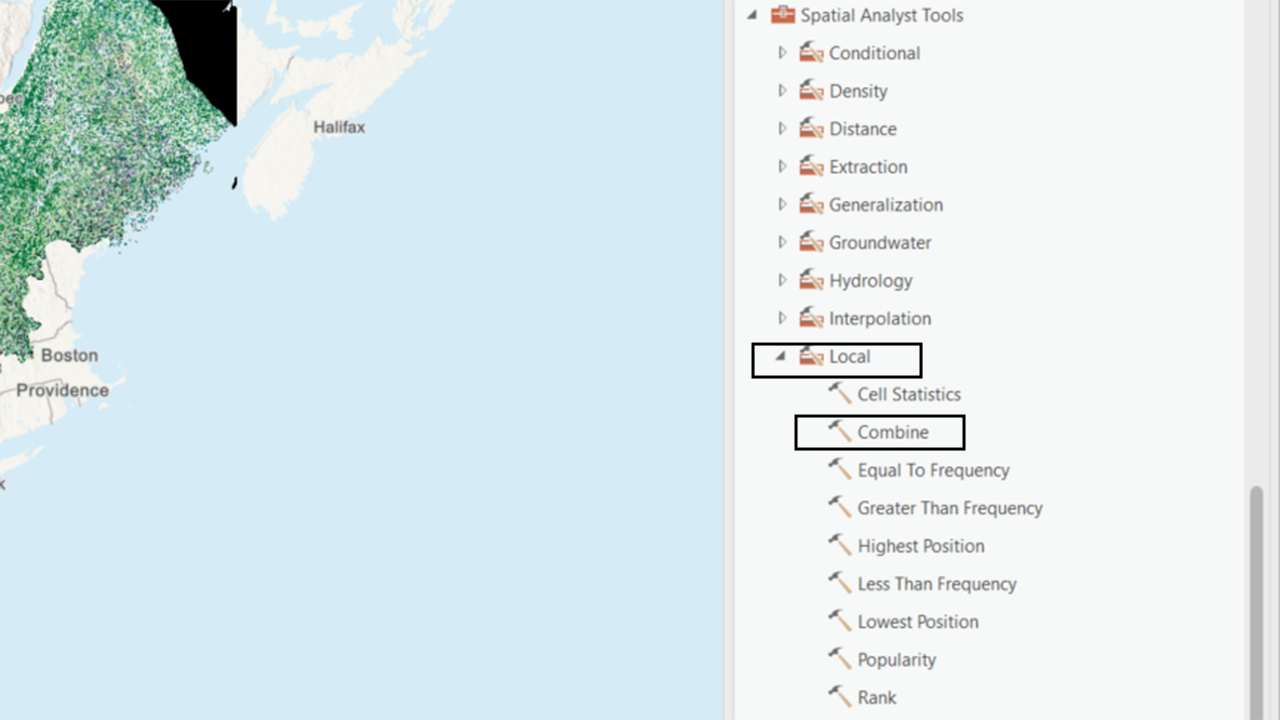 Spatial Analyst Tools
Conditional
Density
Distance
Extraction
Generalization
Groundwater
Hydrology
Interpolation
Local
Cell Statistics
Combine
Equal To Frequency
Greater Than Frequency
Highest Position
Less Than Frequency
Lowest Position
Popularity
Rank
Halifax
Boston
Providence